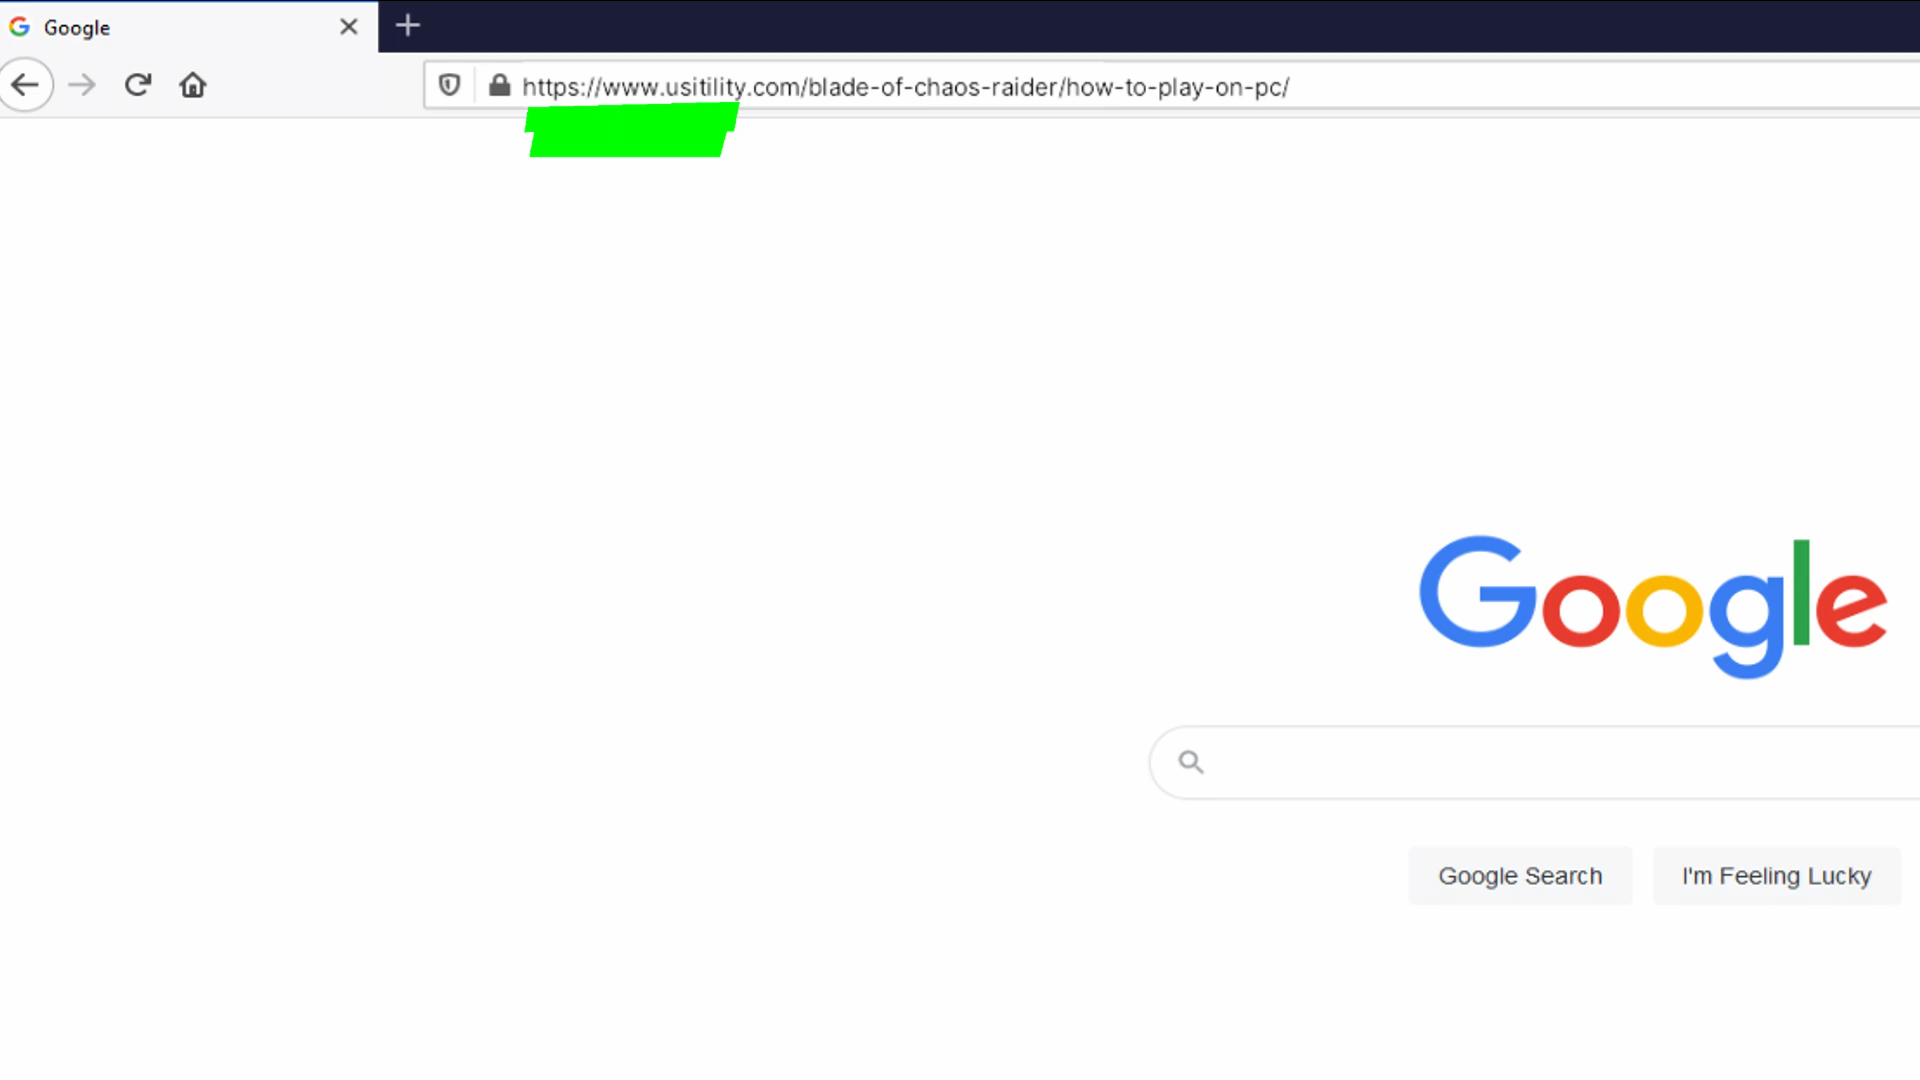 Google
https://www.usitility.com/blade-of-chaos-raider/how-to-play-on-pc/
Google
Google Search
I'm Feeling Lucky